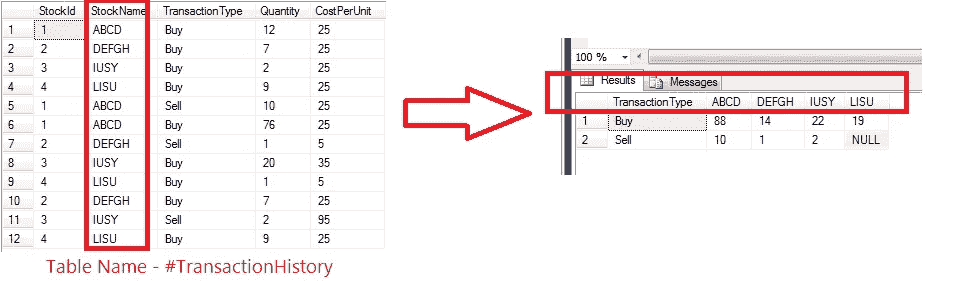 StockId StockName TransactionType Quantity CostPerUnit
1 1 ABCD Buy 12 25
2 2 DEFGH Buy 7 25
3 3 IUSY Buy 2 25
4 4 LISU Buy 9 25
5 1 ABCD Sell 10 25
6 1 ABCD Buy 76 25
7 2 DEFGH Sell 1 5
8 3 IUSY Buy 20 35
9 4 LISU Buy 1 5
10 2 DEFGH Buy 7 25
11 3 IUSY Sell 2 95
12 4 LISU Buy 9 25
Table Name - #TransactionHistory
100 %
Results Messages
TransactionType ABCD DEFGH IUSY LISU
1 Buy 88 14 22 19
2 Sell 10 1 2 NULL